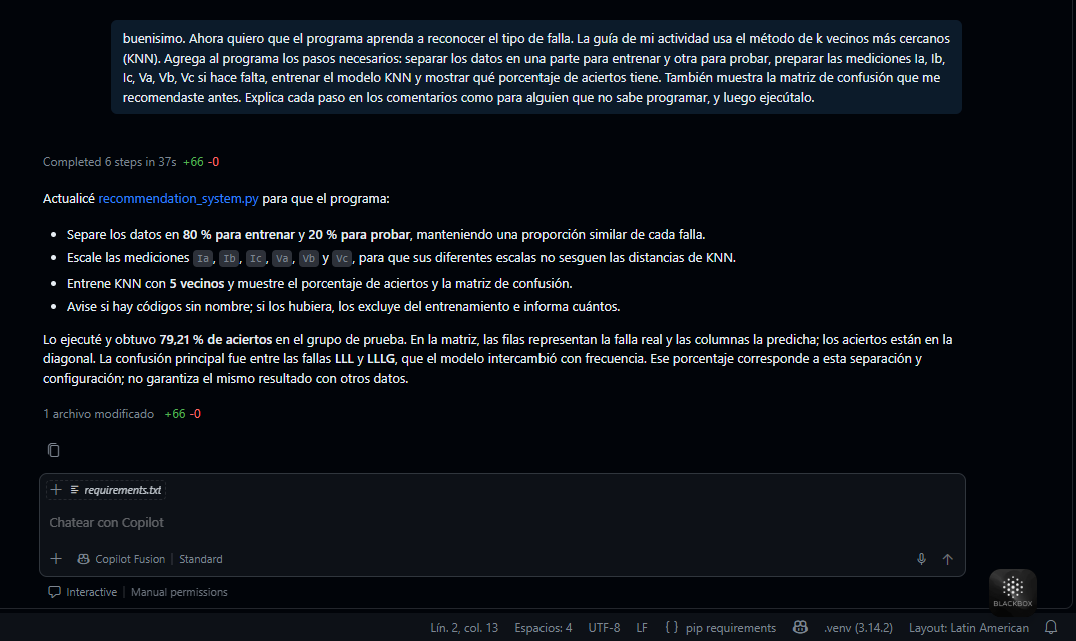 buenisimo. Ahora quiero que el programa aprenda a reconocer el tipo de falla. La guía de mi actividad usa el método de k vecinos más cercanos
(KNN). Agrega al programa los pasos necesarios: separar los datos en una parte para entrenar y otra para probar, preparar las mediciones Ia, Ib,
Ic, Va, Vb, Vc si hace falta, entrenar el modelo KNN y mostrar qué porcentaje de aciertos tiene. También muestra la matriz de confusión que me
recomendaste antes. Explica cada paso en los comentarios como para alguien que no sabe programar, y luego ejecútalo.
Completed 6 steps in 37s +66 -0
Actualicé recommendation_system.py para que el programa:
• Separe los datos en 80 % para entrenar y 20 % para probar, manteniendo una proporción similar de cada falla.
• Escale las mediciones Ia, Ib, Ic, Va, Vb y Vc, para que sus diferentes escalas no sesguen las distancias de KNN.
• Entrene KNN con 5 vecinos y muestre el porcentaje de aciertos y la matriz de confusión.
• Avise si hay códigos sin nombre; si los hubiera, los excluye del entrenamiento e informa cuántos.
Lo ejecuté y obtuvo 79,21 % de aciertos en el grupo de prueba. En la matriz, las filas representan la falla real y las columnas la predicha; los aciertos están en la
diagonal. La confusión principal fue entre las fallas LLL y LLLG, que el modelo intercambió con frecuencia. Ese porcentaje corresponde a esta separación y
configuración; no garantiza el mismo resultado con otros datos.
1 archivo modificado +66 -0
requirements.txt
Chatear con Copilot
Copilot Fusion | Standard
BLACKBOX
Interactive | Manual permissions
Lín. 2, col. 13 Espacios: 4 UTF-8 LF { } pip requirements .venv (3.14.2) Layout: Latin American